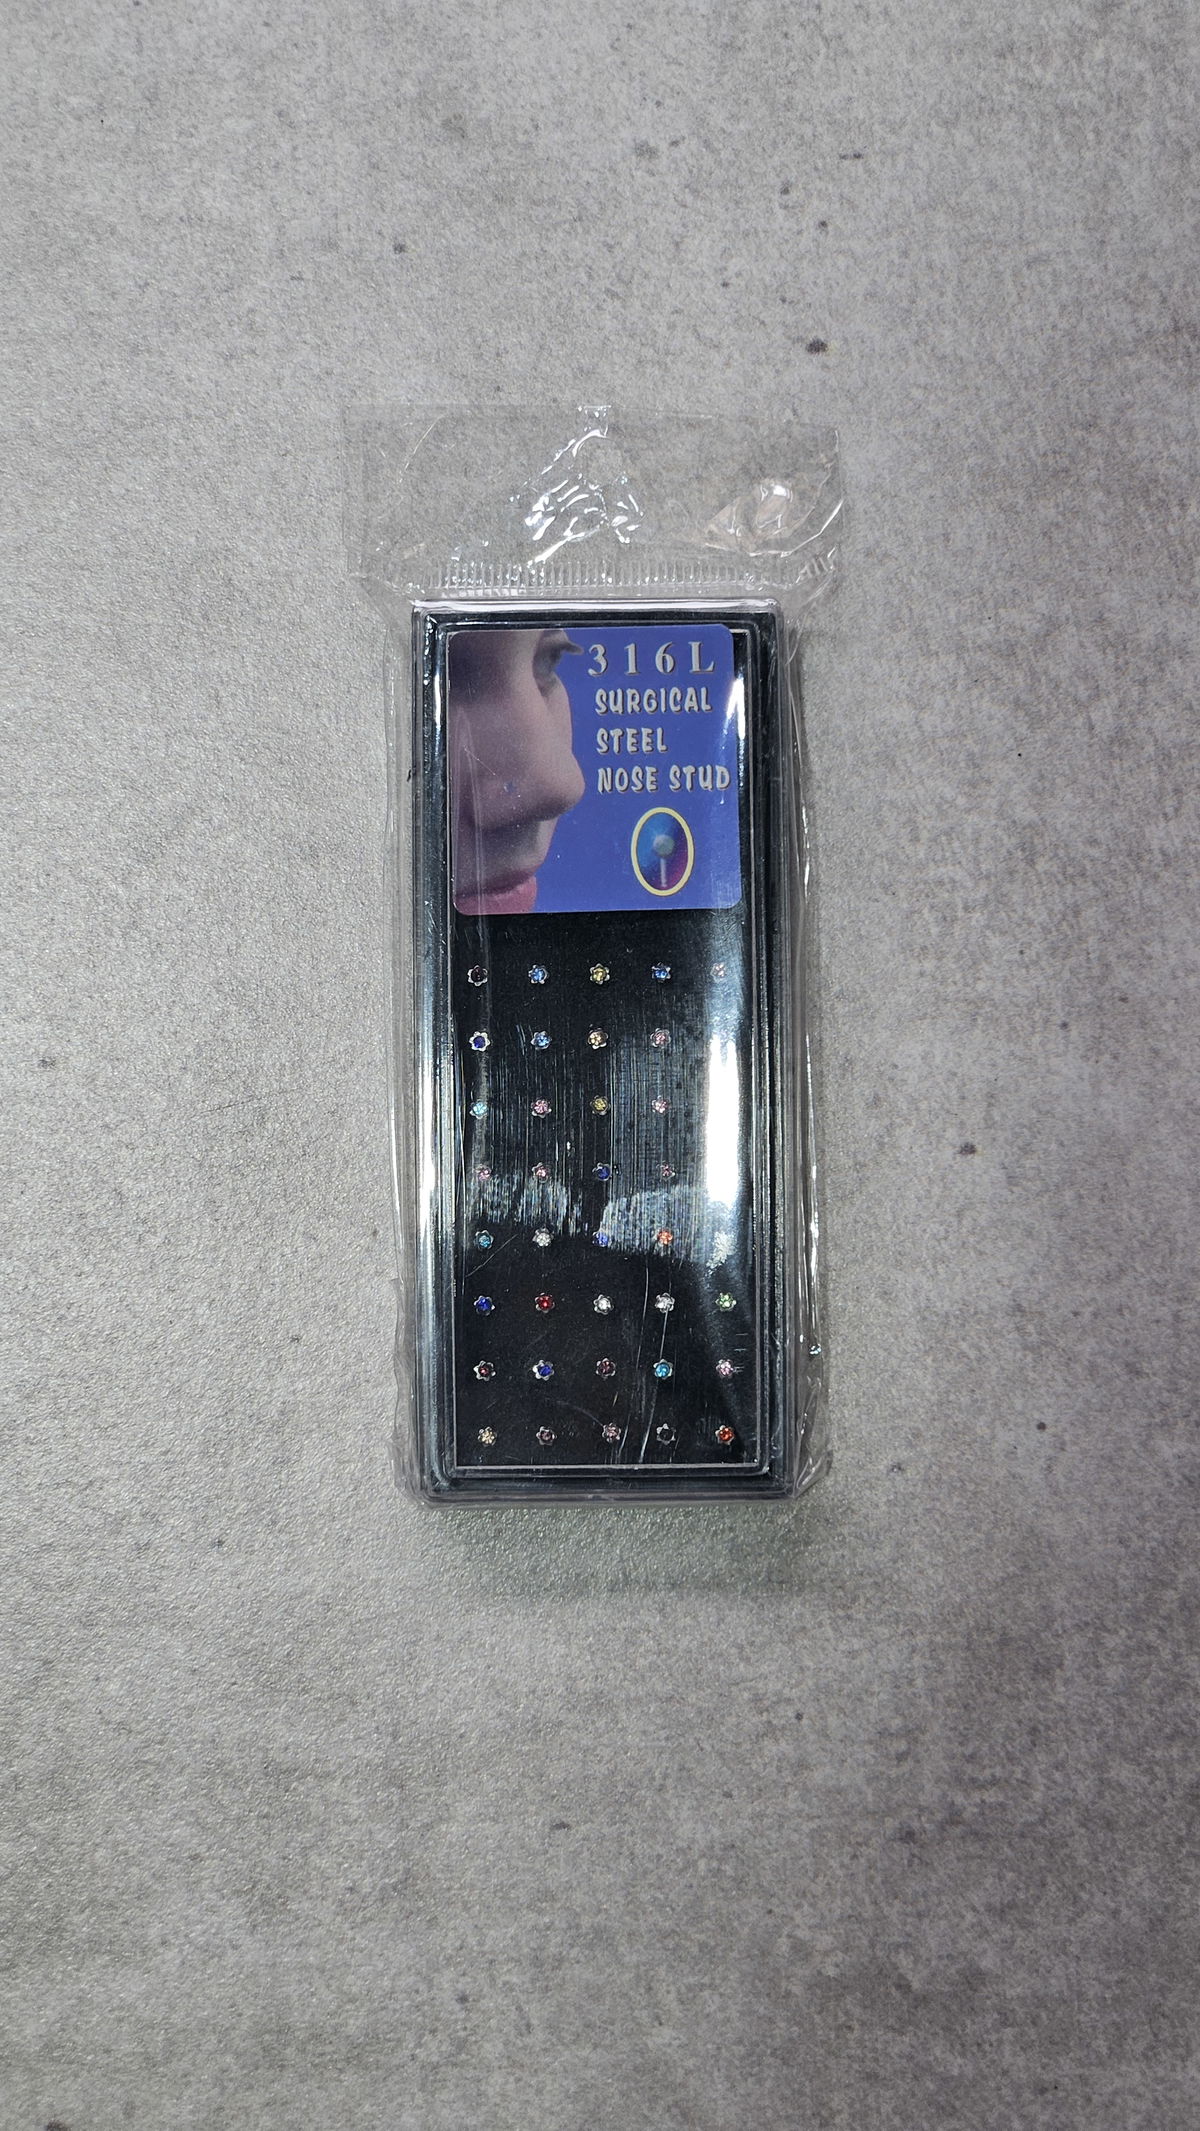 316L
SURGICAL
STEEL
NOSE STUD